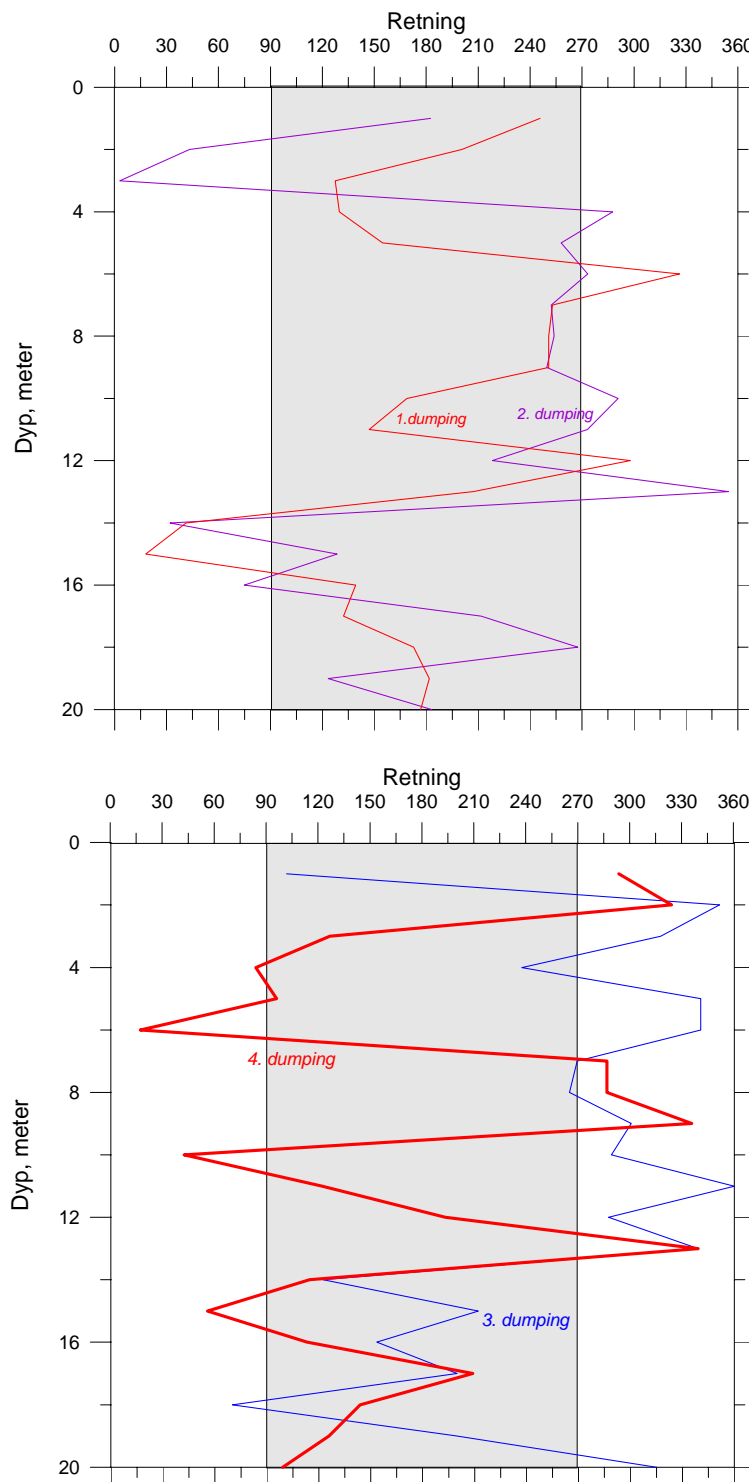 Retning
0 30 60 90 120 150 180 210 240 270 300 330 360
0
4
8
12
16
20
Dyp, meter
1.dumping
2. dumping
Retning
0 30 60 90 120 150 180 210 240 270 300 330 360
0
4
8
12
16
20
Dyp, meter
4. dumping
3. dumping